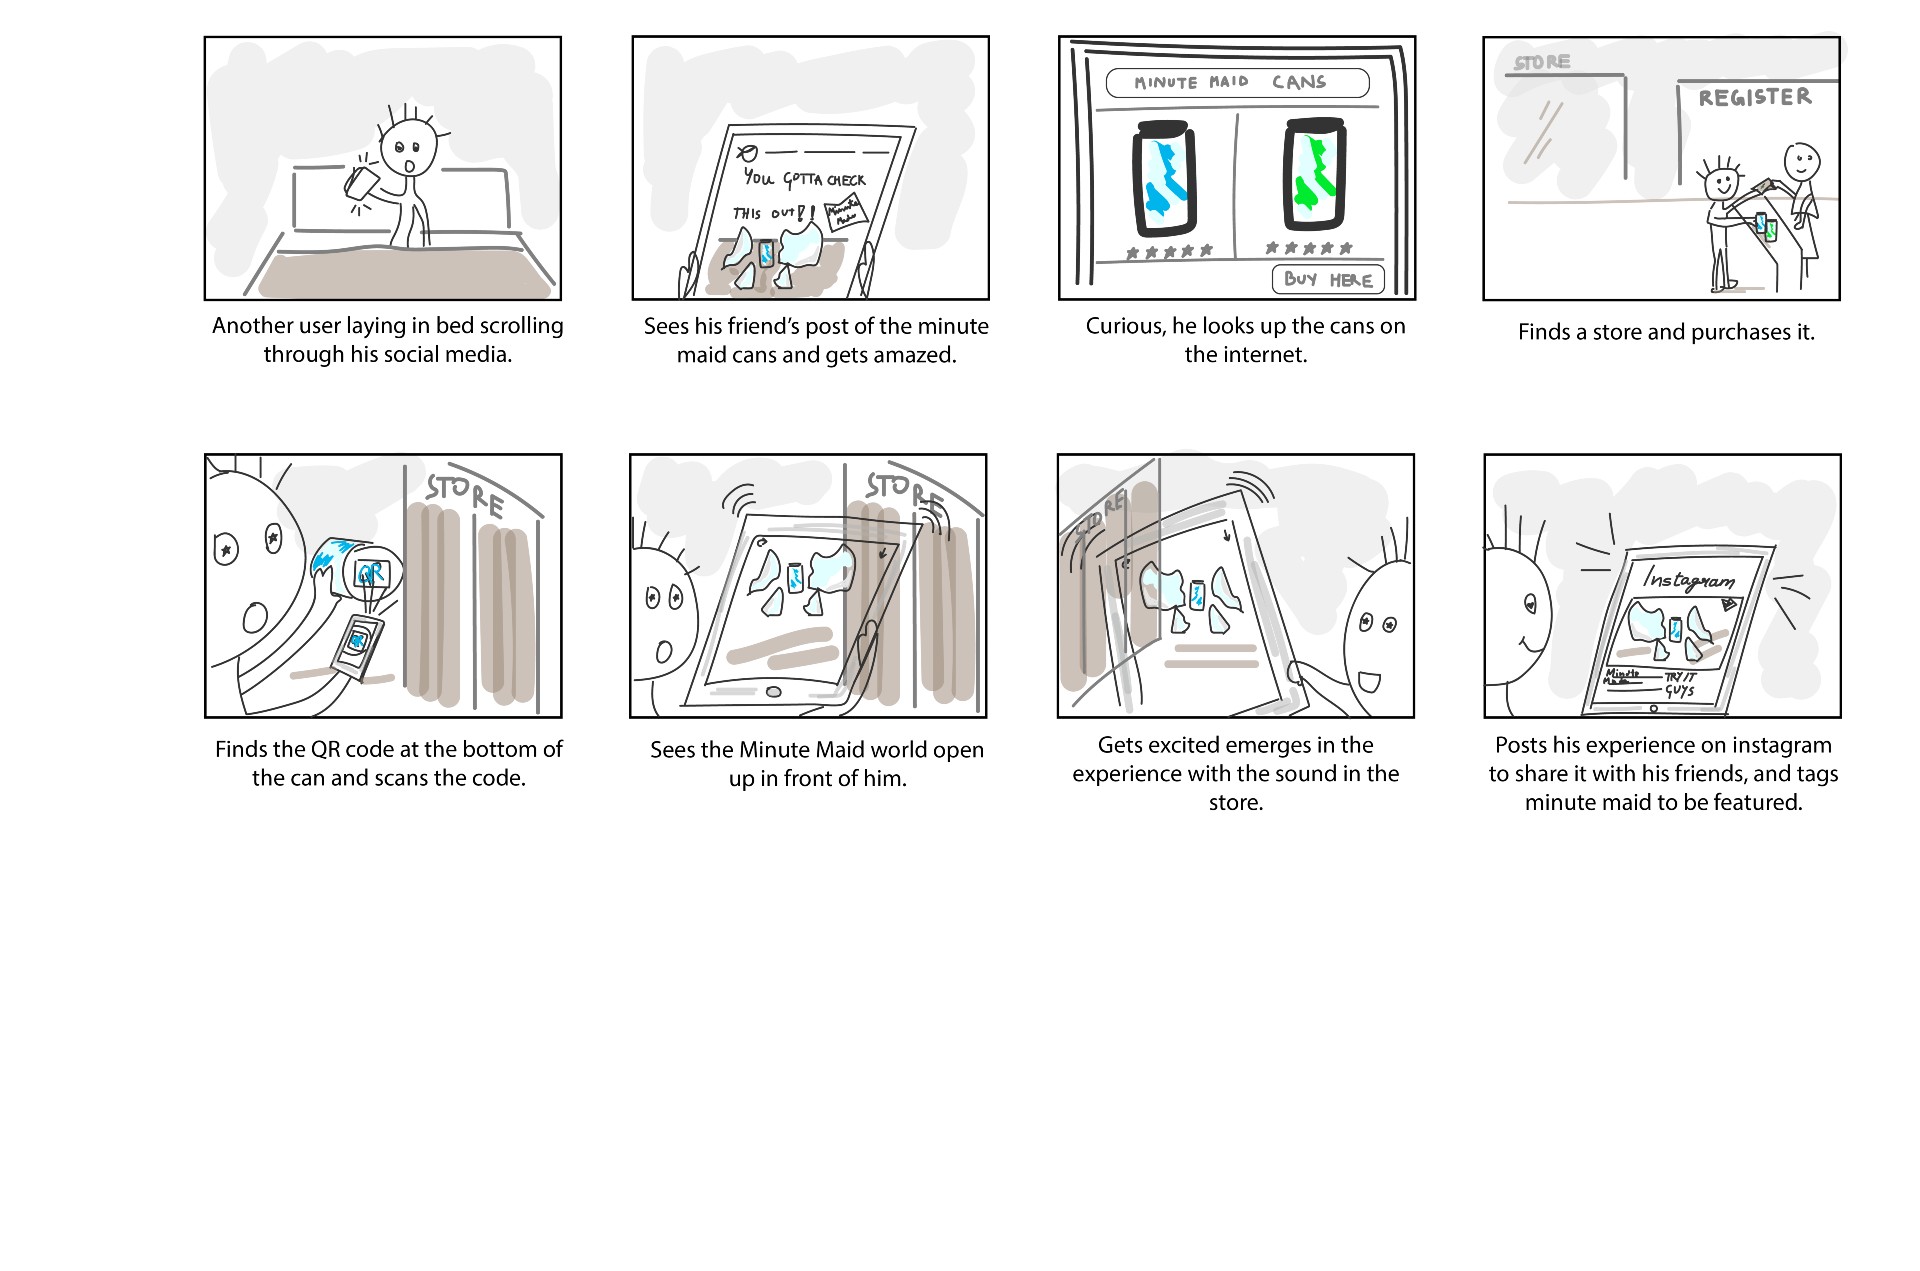 YOU GOTTA CHECK
THIS OUT!!
Minute
Maid
MINUTE MAID CANS
BUY HERE
STORE
REGISTER
Another user laying in bed scrolling
through his social media.
Sees his friend's post of the minute
maid cans and gets amazed.
Curious, he looks up the cans on
the internet.
Finds a store and purchases it.
QR
QR
STORE
STORE
STORE
Instagram
Minute
Maid
TRY IT
GUYS
Finds the QR code at the bottom of
the can and scans the code.
Sees the Minute Maid world open
up in front of him.
Gets excited emerges in the
experience with the sound in the
store.
Posts his experience on instagram
to share it with his friends, and tags
minute maid to be featured.